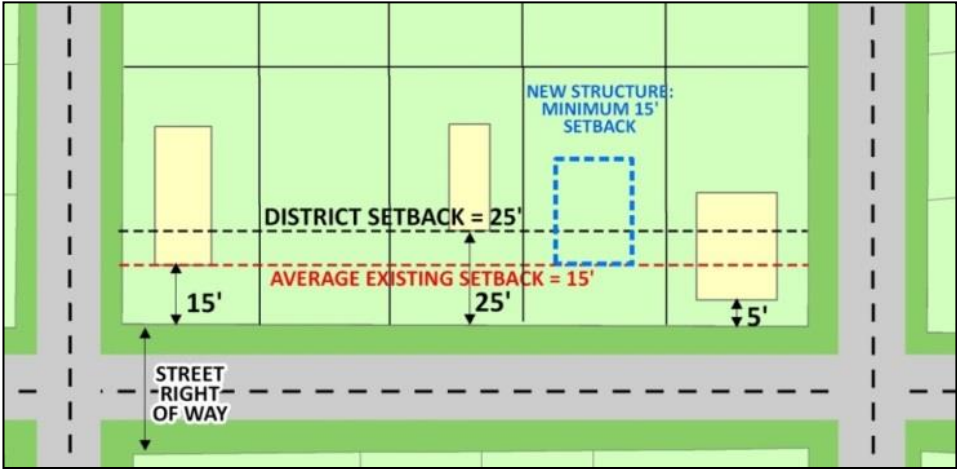 NEW STRUCTURE:
MINIMUM 15'
SETBACK
DISTRICT SETBACK = 25'
AVERAGE EXISTING SETBACK = 15'
15'
25'
5'
STREET
RIGHT
OF WAY